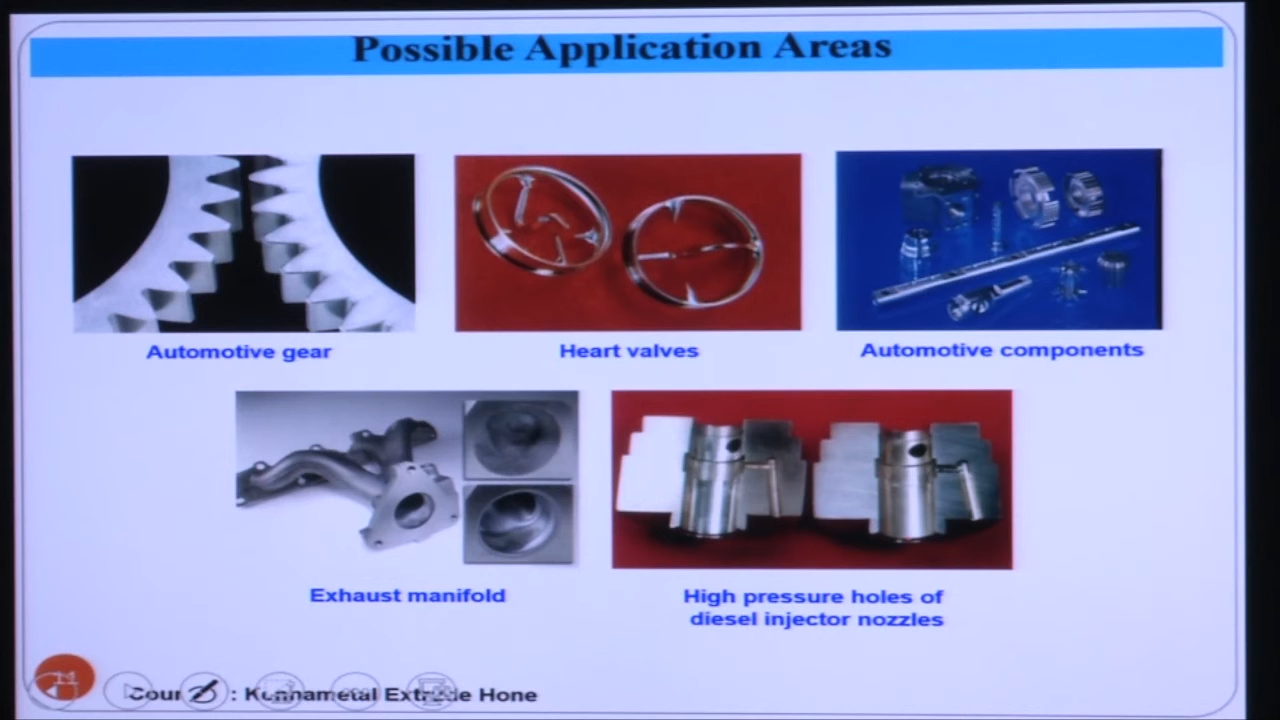 Possible Application Areas
Automotive gear
Heart valves
Automotive components
Exhaust manifold
High pressure holes of
diesel injector nozzles
: Kennametal Extrude Hone